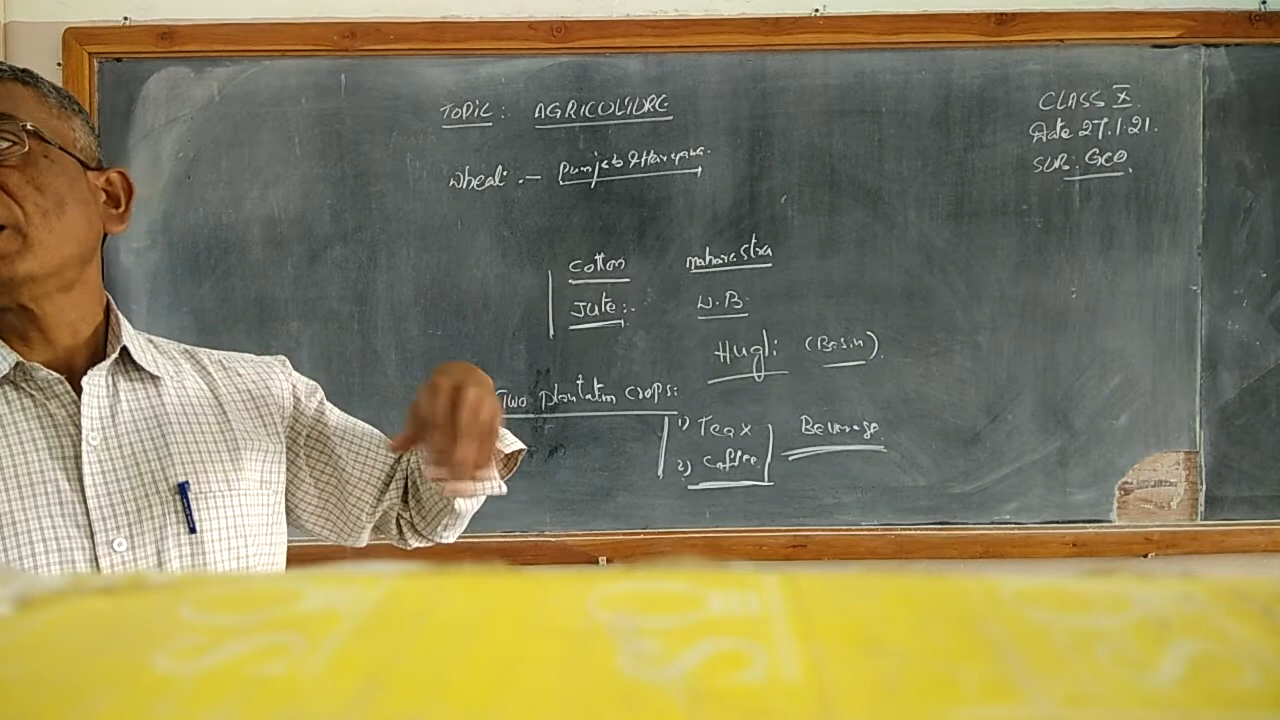 TOPIC : AGRICULTURE
CLASS X.
Date 27.1.21.
SUB: GEO.
Wheat :- Punjab & Haryana.
Cotton maharastra
Jute:- W.B.
Hugli (Basin).
Two plantation crops:
1) Tea x
2) Coffee.
Beverage.